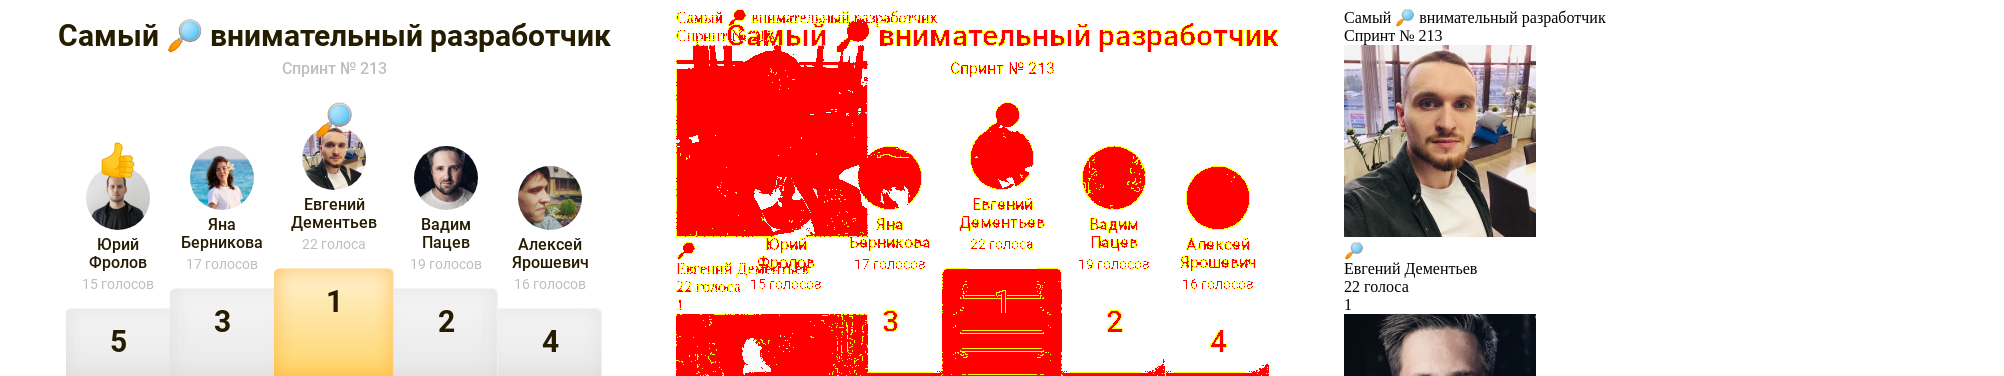 Самый 🔎 внимательный разработчик
Спринт № 213
Евгений
Дементьев
22 голоса
Яна
Берникова
17 голосов
Вадим
Пацев
19 голосов
Юрий
Фролов
15 голосов
Алексей
Ярошевич
16 голосов
1
3
2
5
4
Самый 🔎 внимательный разработчик
Спринт № 213
Самый 🔎 внимательный разработчик
Спринт № 213
Евгений
Дементьев
22 голоса
Яна
Берникова
17 голосов
Вадим
Пацев
19 голосов
Юрий
Фролов
15 голосов
Алексей
Ярошевич
16 голосов
Евгений Дементьев
22 голоса
1
1
3
2
4
Самый 🔎 внимательный разработчик
Спринт № 213
🔎
Евгений Дементьев
22 голоса
1